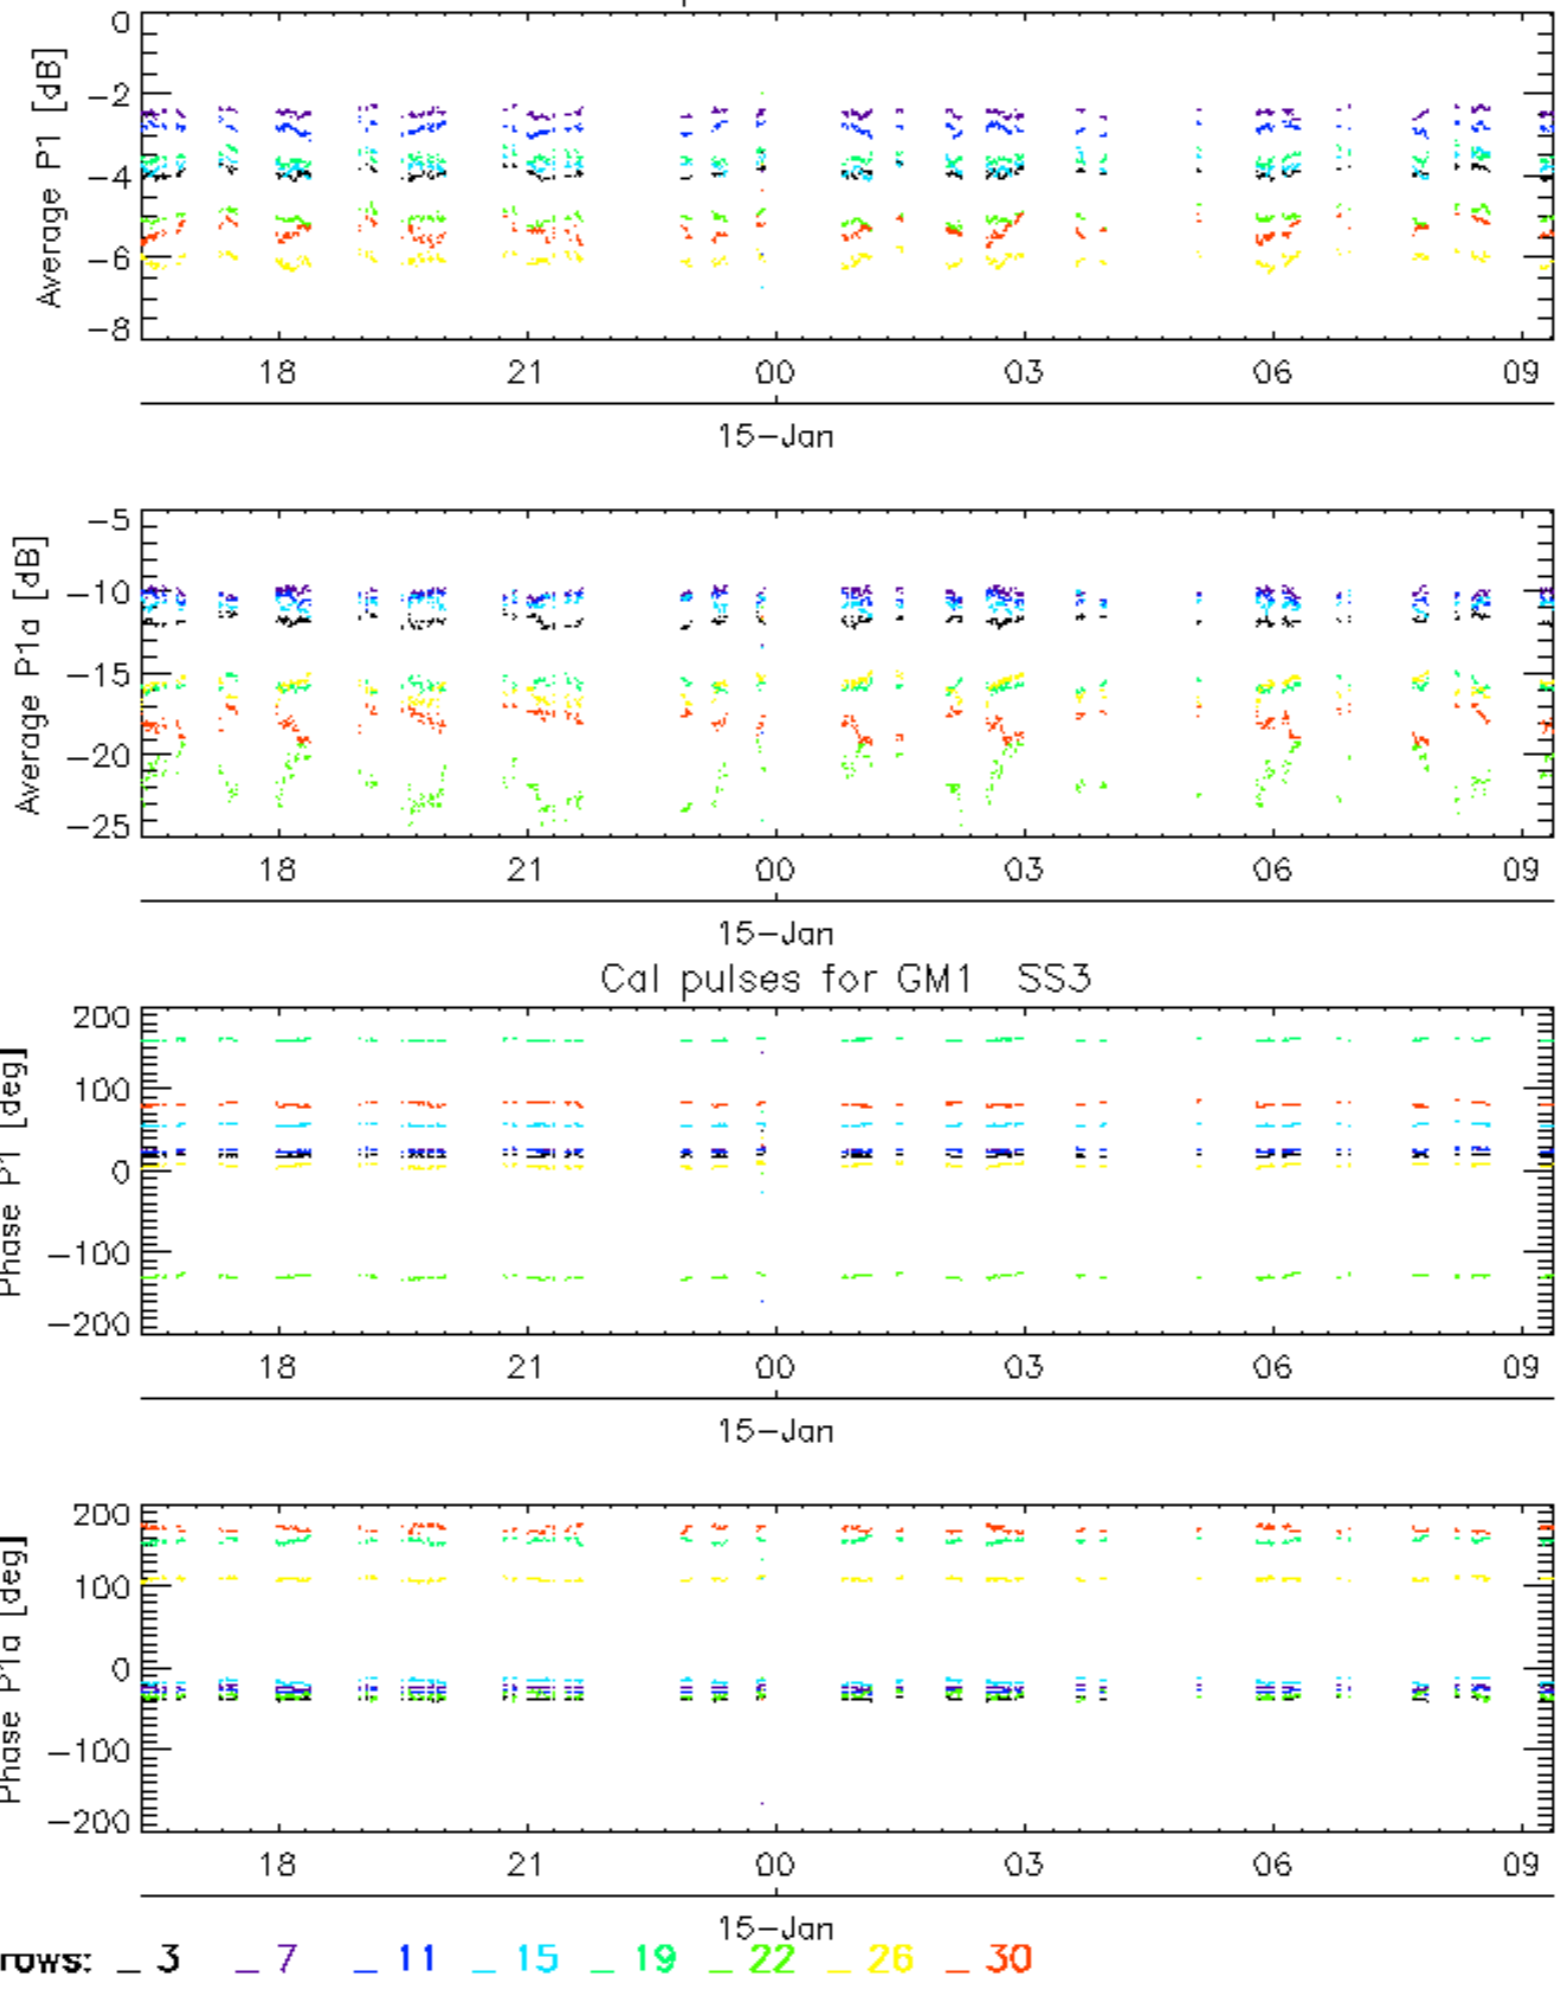 0
−2
−4
−6
−8
Average P1 [dB]
18 21 00 03 06 09
15−Jan
−5
−10
−15
−20
−25
Average P1a [dB]
18 21 00 03 06 09
15−Jan
Cal pulses for GM1 SS3
200
100
0
−100
−200
Phase P1 [deg]
18 21 00 03 06 09
15−Jan
200
100
0
−100
−200
Phase P1a [deg]
18 21 00 03 06 09
15−Jan
rows: _ 3 _ 7 _ 11 _ 15 _ 19 _ 22 _ 26 _ 30